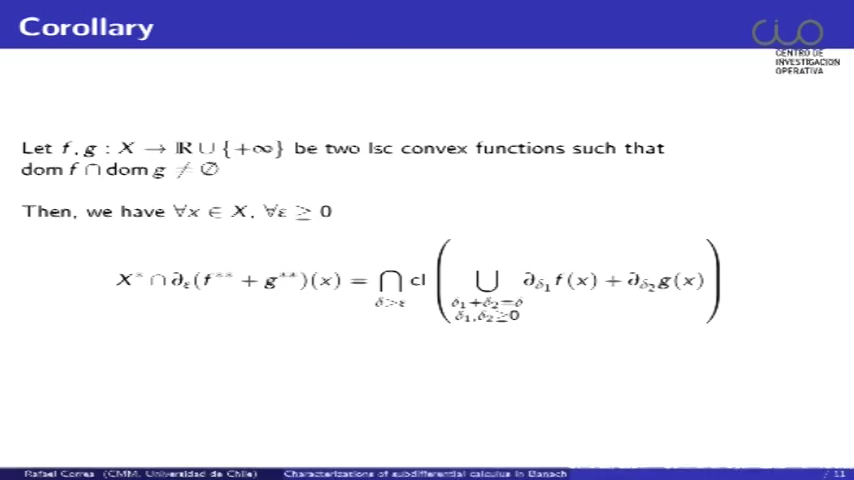 Corollary
CIO
CENTRO DE
INVESTIGACION
OPERATIVA
Let f, g : X → ℝ ∪ {+∞} be two lsc convex functions such that
dom f ∩ dom g ≠ ∅
Then, we have ∀x ∈ X, ∀ε ≥ 0
X* ∩ ∂_ε(f** + g**)(x) = ⋂_{δ>ε} cl ( ⋃_{δ₁+δ₂=δ, δ₁,δ₂≥0} ∂_{δ₁}f(x) + ∂_{δ₂}g(x) )
Rafael Correa (CMM, Universidad de Chile) Characterizations of subdifferential calculus in Banach / 11